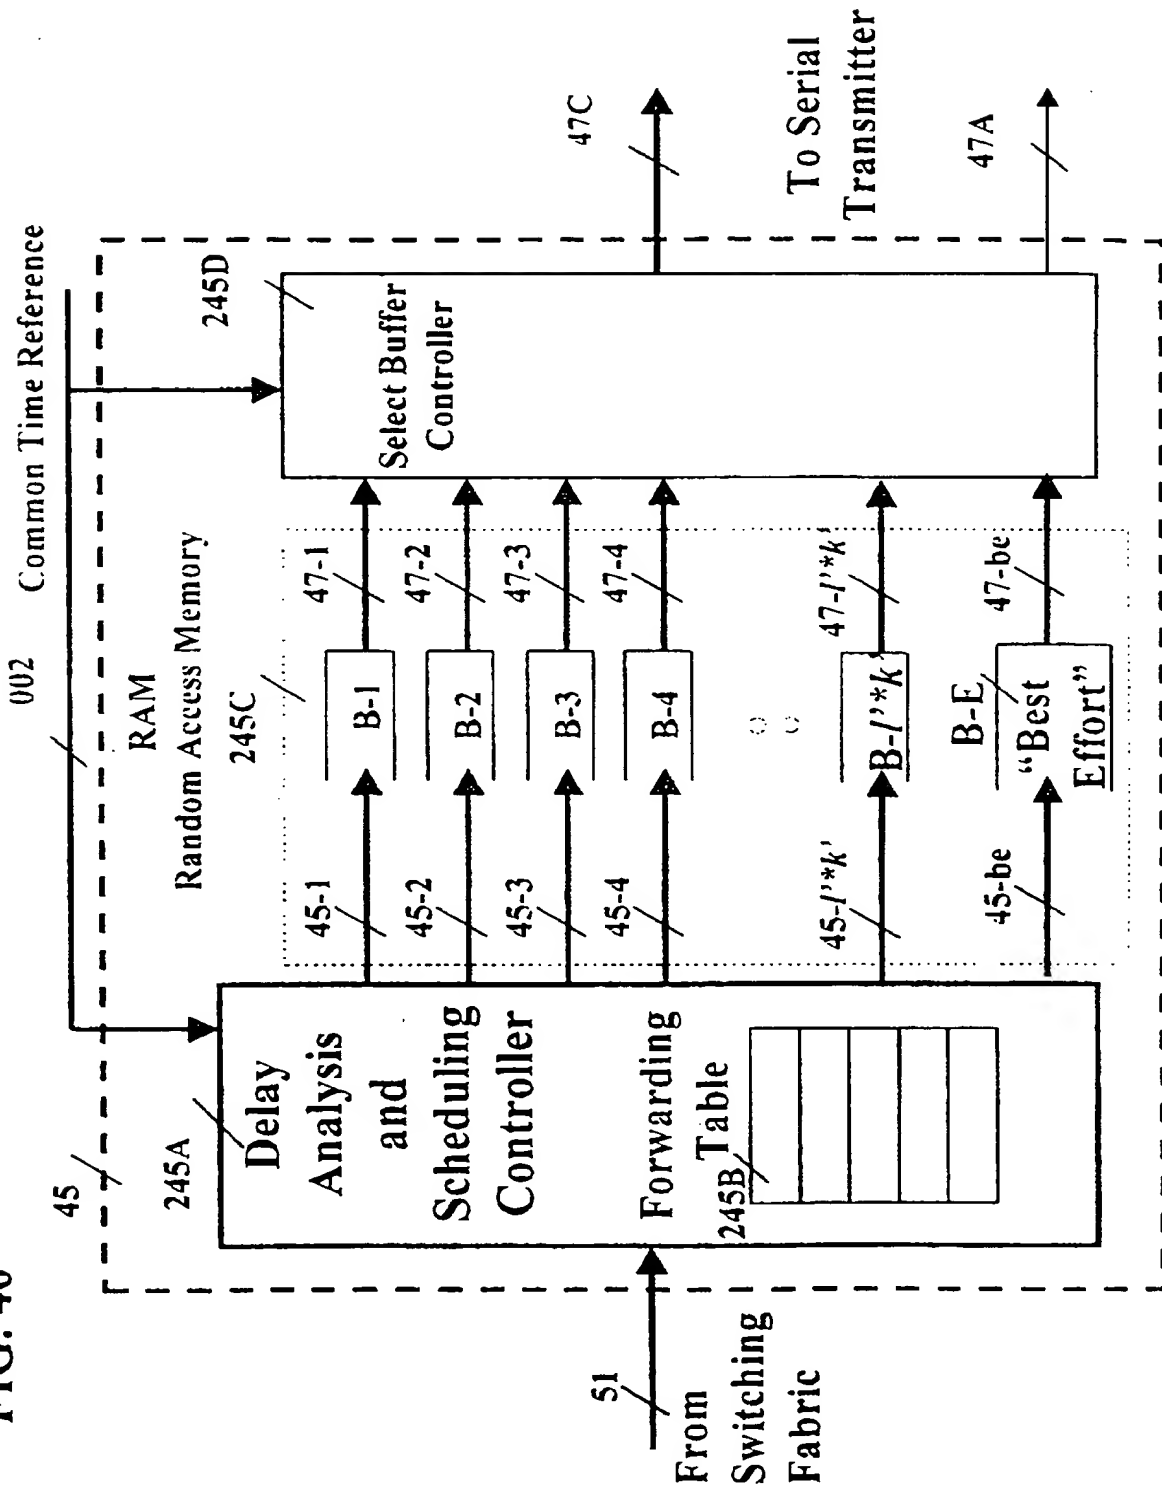 002 Common Time Reference
45
RAM
Random Access Memory
245A
245C
245D
Delay
Analysis
and
Scheduling
Controller
Forwarding
Table
245B
45-1
45-2
45-3
45-4
45-l'*k'
45-be
B-1
B-2
B-3
B-4
B-l'*k'
B-E
“Best
Effort”
47-1
47-2
47-3
47-4
47-l'*k'
47-be
Select Buffer
Controller
51
From
Switching
Fabric
47C
To Serial
Transmitter
47A